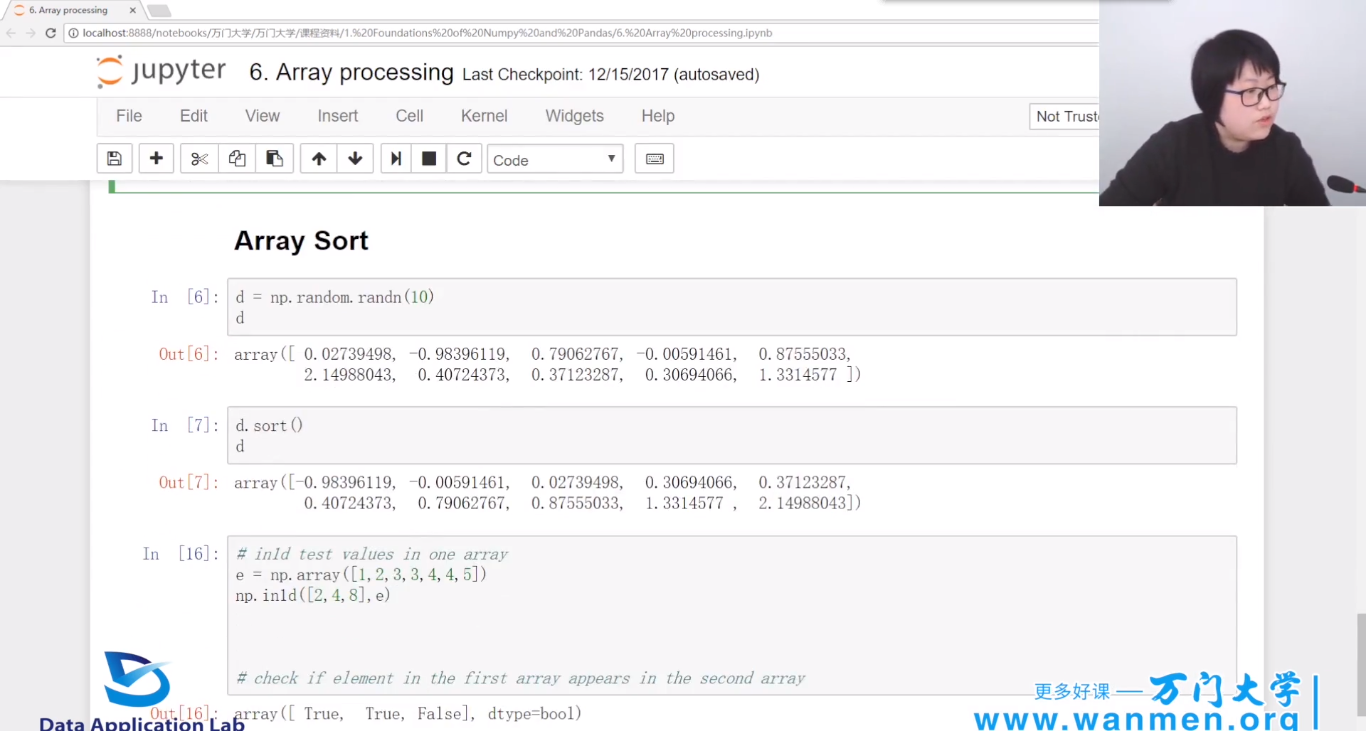 6. Array processing
localhost:8888/notebooks/万门大学/万门大学/课程资料/1.%20Foundations%20of%20Numpy%20and%20Pandas/6.%20Array%20processing.ipynb
jupyter 6. Array processing Last Checkpoint: 12/15/2017 (autosaved)
File Edit View Insert Cell Kernel Widgets Help Not Truste
Code
Array Sort
In [6]: d = np.random.randn(10)
d
Out[6]: array([ 0.02739498, -0.98396119, 0.79062767, -0.00591461, 0.87555033,
2.14988043, 0.40724373, 0.37123287, 0.30694066, 1.3314577 ])
In [7]: d.sort()
d
Out[7]: array([-0.98396119, -0.00591461, 0.02739498, 0.30694066, 0.37123287,
0.40724373, 0.79062767, 0.87555033, 1.3314577 , 2.14988043])
In [16]: # in1d test values in one array
e = np.array([1,2,3,3,4,4,5])
np.in1d([2,4,8],e)
# check if element in the first array appears in the second array
Out[16]: array([ True, True, False], dtype=bool)
Data Application Lab
更多好课 — 万门大学
www.wanmen.org